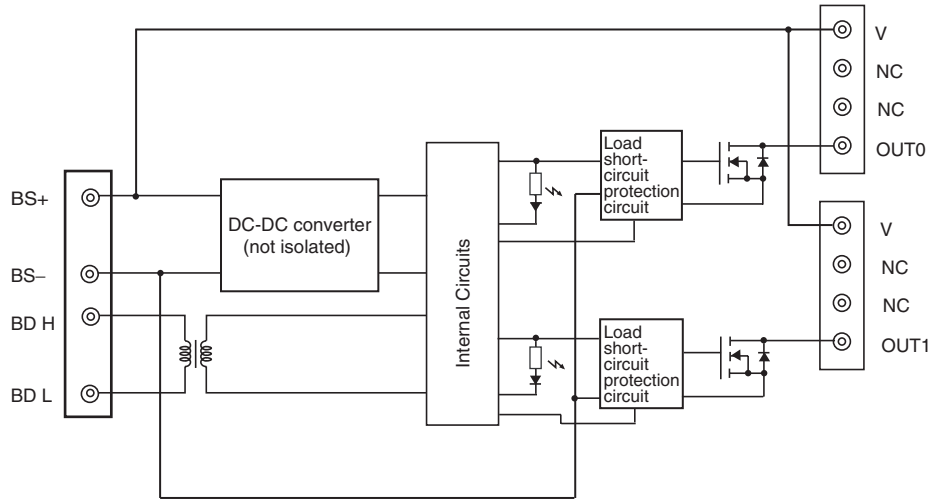 V
NC
NC
OUT0
BS+
BS–
BD H
BD L
DC-DC converter
(not isolated)
Internal Circuits
Load
short-
circuit
protection
circuit
V
NC
NC
OUT1
Load
short-
circuit
protection
circuit